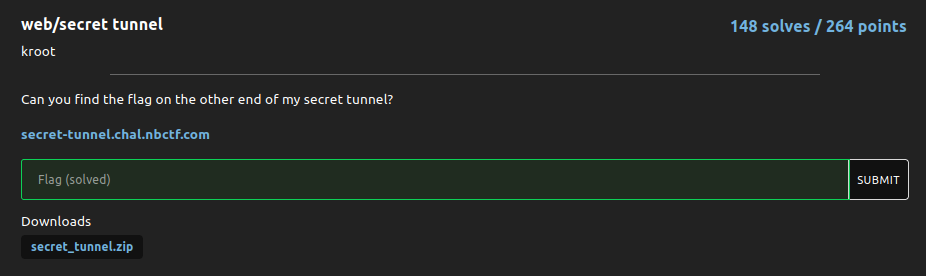 web/secret tunnel
148 solves / 264 points
kroot
Can you find the flag on the other end of my secret tunnel?
secret-tunnel.chal.nbctf.com
Flag (solved)
SUBMIT
Downloads
secret_tunnel.zip